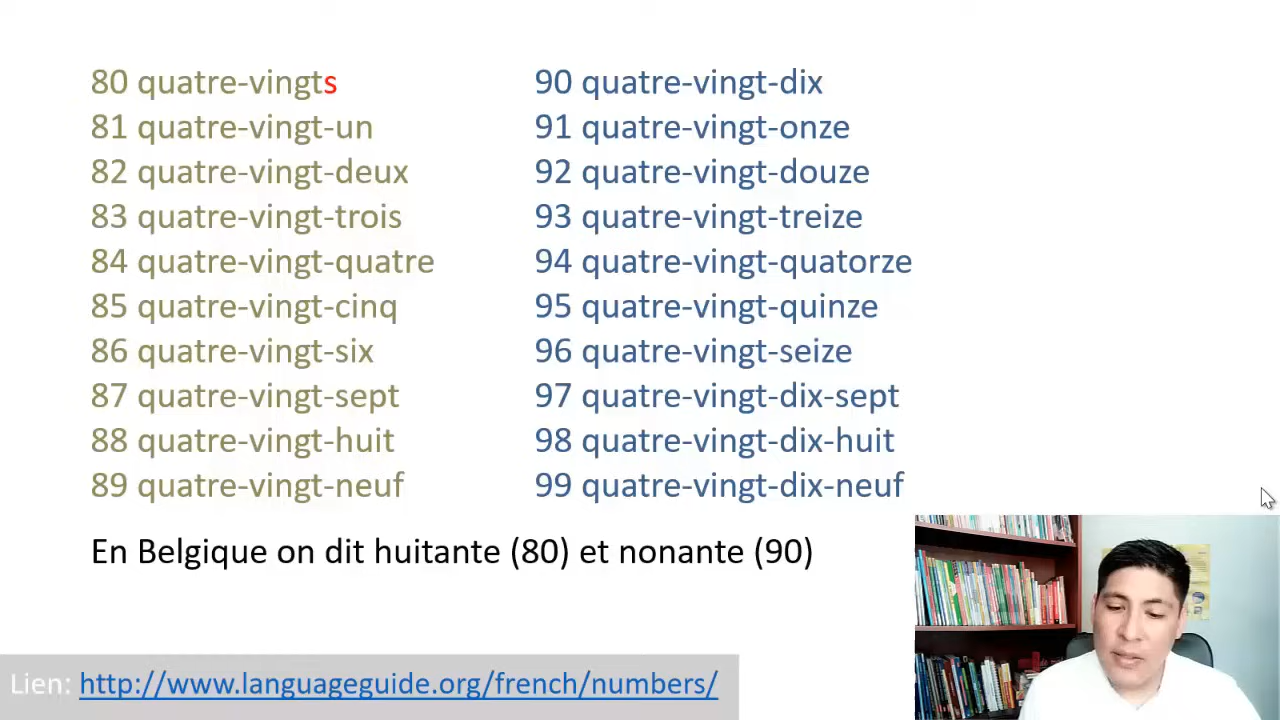 80 quatre-vingts
81 quatre-vingt-un
82 quatre-vingt-deux
83 quatre-vingt-trois
84 quatre-vingt-quatre
85 quatre-vingt-cinq
86 quatre-vingt-six
87 quatre-vingt-sept
88 quatre-vingt-huit
89 quatre-vingt-neuf
90 quatre-vingt-dix
91 quatre-vingt-onze
92 quatre-vingt-douze
93 quatre-vingt-treize
94 quatre-vingt-quatorze
95 quatre-vingt-quinze
96 quatre-vingt-seize
97 quatre-vingt-dix-sept
98 quatre-vingt-dix-huit
99 quatre-vingt-dix-neuf
En Belgique on dit huitante (80) et nonante (90)
Lien: http://www.languageguide.org/french/numbers/